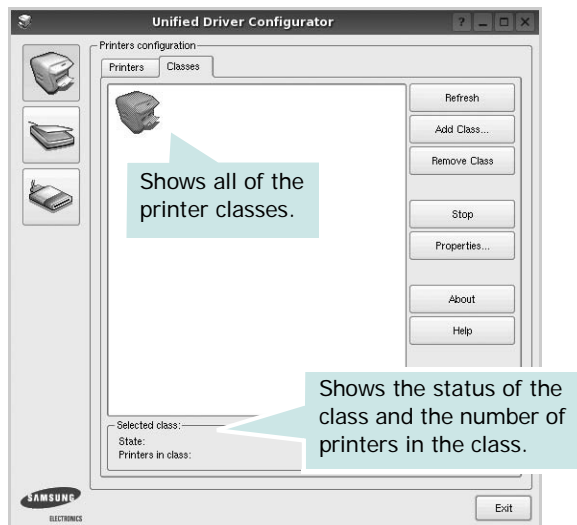 Unified Driver Configurator
Printers configuration
Printers
Classes
Refresh
Add Class...
Remove Class
Shows all of the
printer classes.
Stop
Properties...
About
Help
Shows the status of the
class and the number of
printers in the class.
Selected class:
State:
Printers in class:
SAMSUNG
ELECTRONICS
Exit